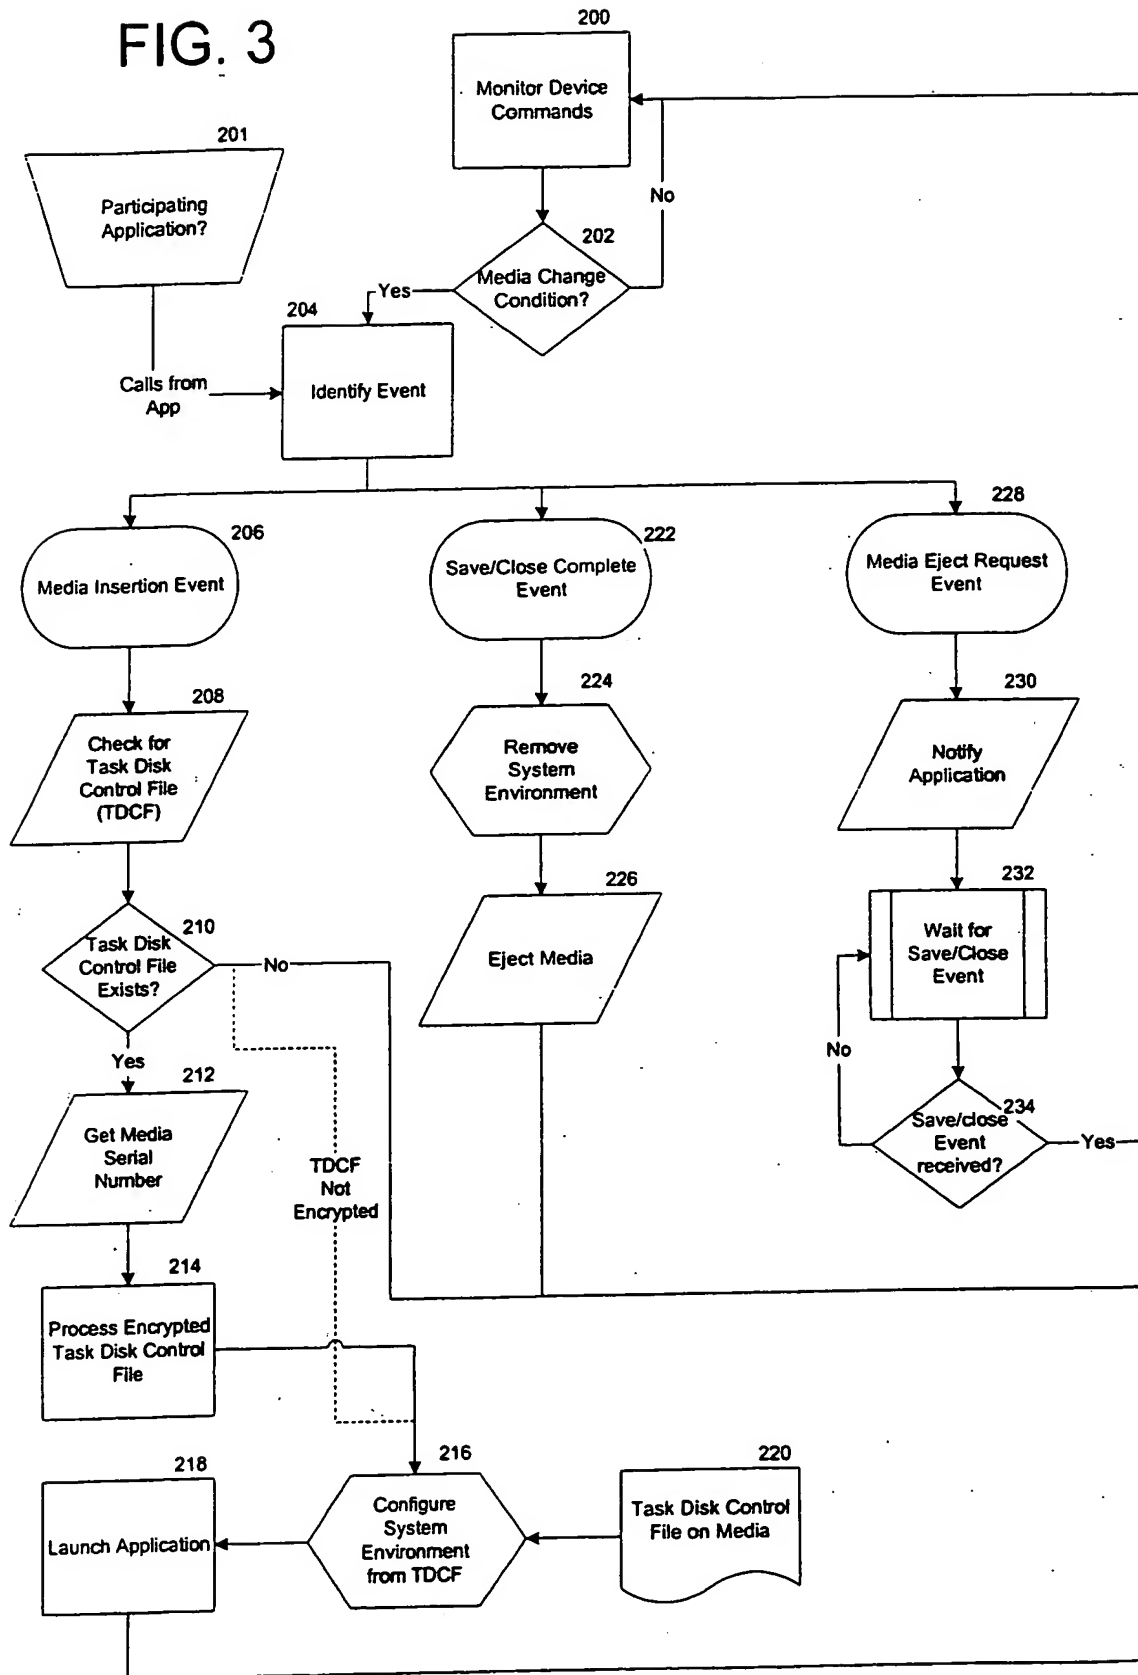 FIG. 3
200
Monitor Device
Commands
201
Participating
Application?
No
202
Media Change
Condition?
Yes
204
Identify Event
Calls from
App
206
Media Insertion Event
222
Save/Close Complete
Event
228
Media Eject Request
Event
208
Check for
Task Disk
Control File
(TDCF)
224
Remove
System
Environment
230
Notify
Application
210
Task Disk
Control File
Exists?
No
226
Eject Media
232
Wait for
Save/Close
Event
No
Yes
212
Get Media
Serial
Number
TDCF
Not
Encrypted
234
Save/close
Event
received?
Yes
214
Process Encrypted
Task Disk Control
File
216
Configure
System
Environment
from TDCF
218
Launch Application
220
Task Disk Control
File on Media